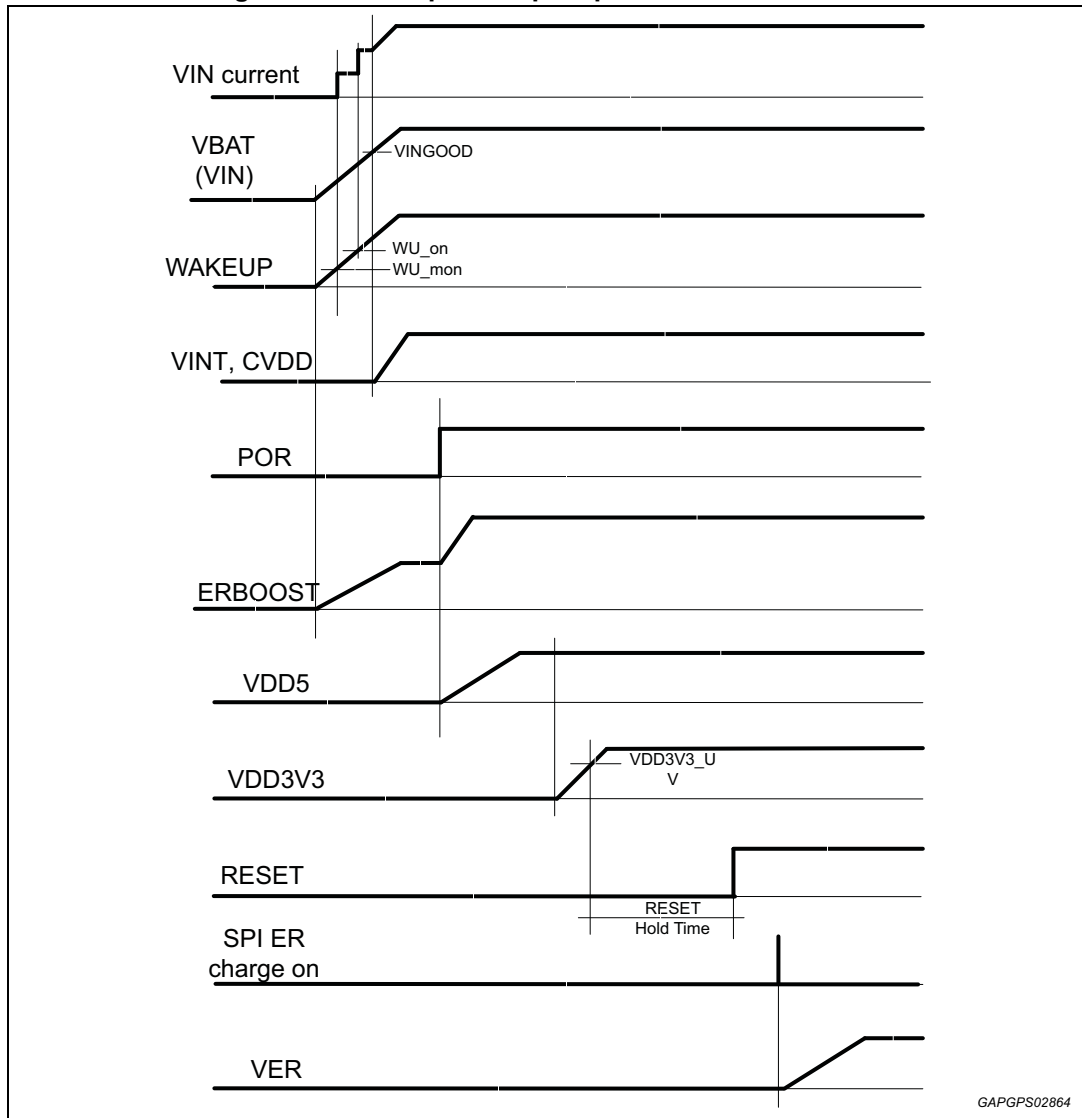 VIN current
VBAT
(VIN)
VINGOOD
WAKEUP
WU_on
WU_mon
VINT, CVDD
POR
ERBOOST
VDD5
VDD3V3
VDD3V3_U
V
RESET
RESET
Hold Time
SPI ER
charge on
VER
GAPGPS02864